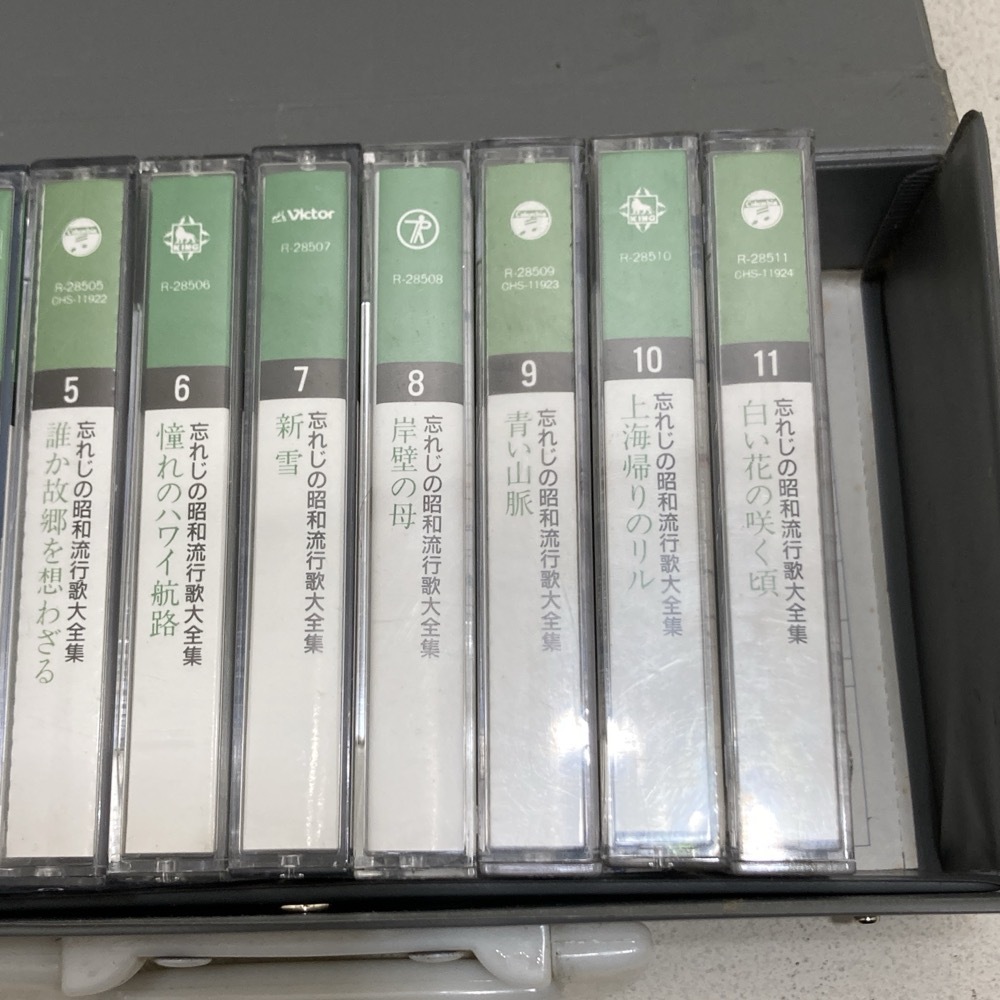 Columbia
R-28505
CHS-11922
5
忘れじの昭和流行歌大全集
誰か故郷を想わざる
KING
R-28506
6
忘れじの昭和流行歌大全集
憧れのハワイ航路
Victor
R-28507
7
忘れじの昭和流行歌大全集
新雪
R-28508
8
忘れじの昭和流行歌大全集
岸壁の母
Columbia
R-28509
CHS-11923
9
忘れじの昭和流行歌大全集
青い山脈
KING
R-28510
10
忘れじの昭和流行歌大全集
上海帰りのリル
Columbia
R-28511
CHS-11924
11
忘れじの昭和流行歌大全集
白い花の咲く頃